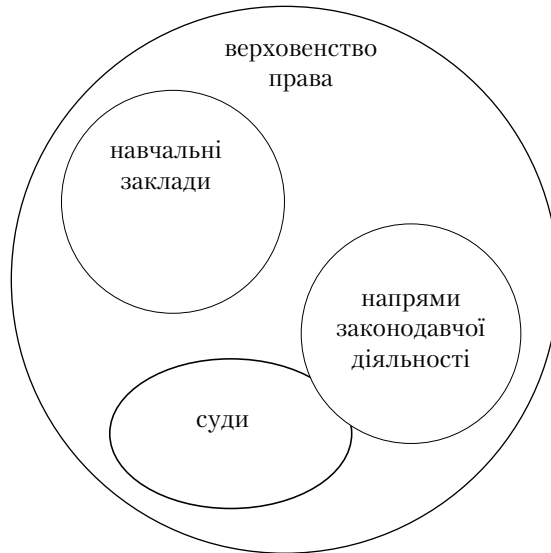 верховенство
права
навчальні
заклади
напрями
законодавчої
діяльності
суди